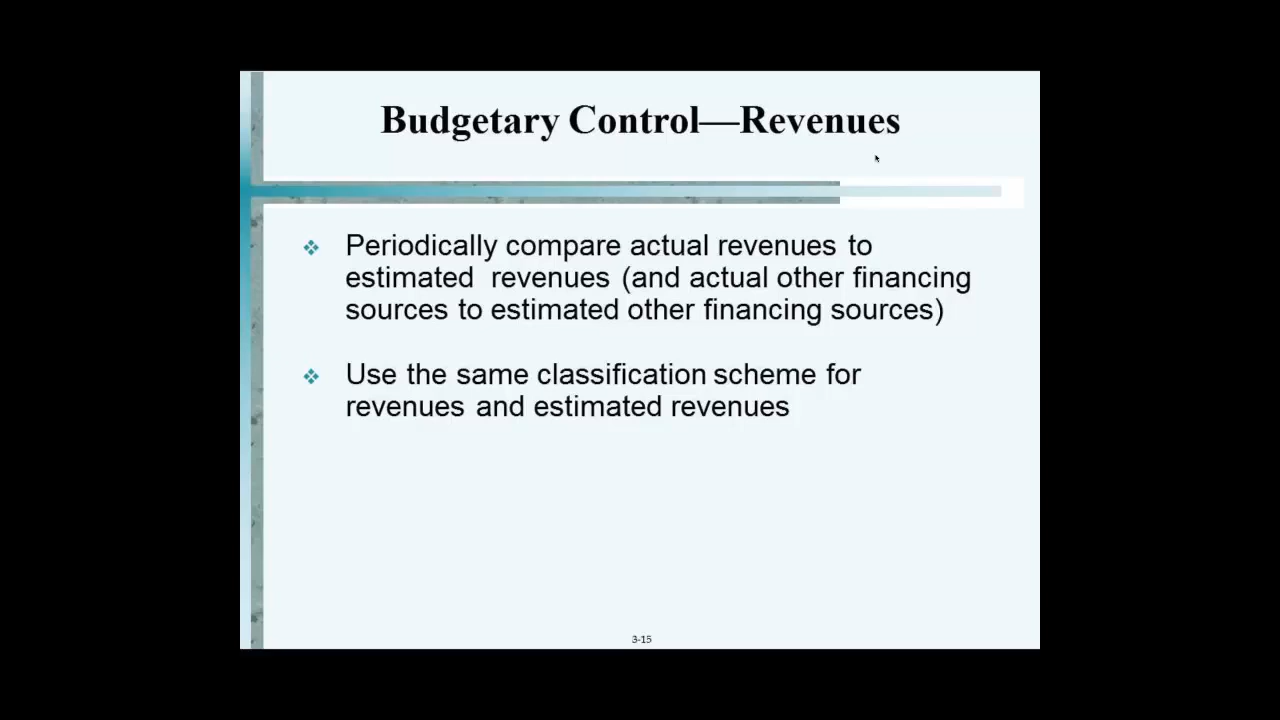 Budgetary Control—Revenues
Periodically compare actual revenues to
estimated revenues (and actual other financing
sources to estimated other financing sources)
Use the same classification scheme for
revenues and estimated revenues
3-15